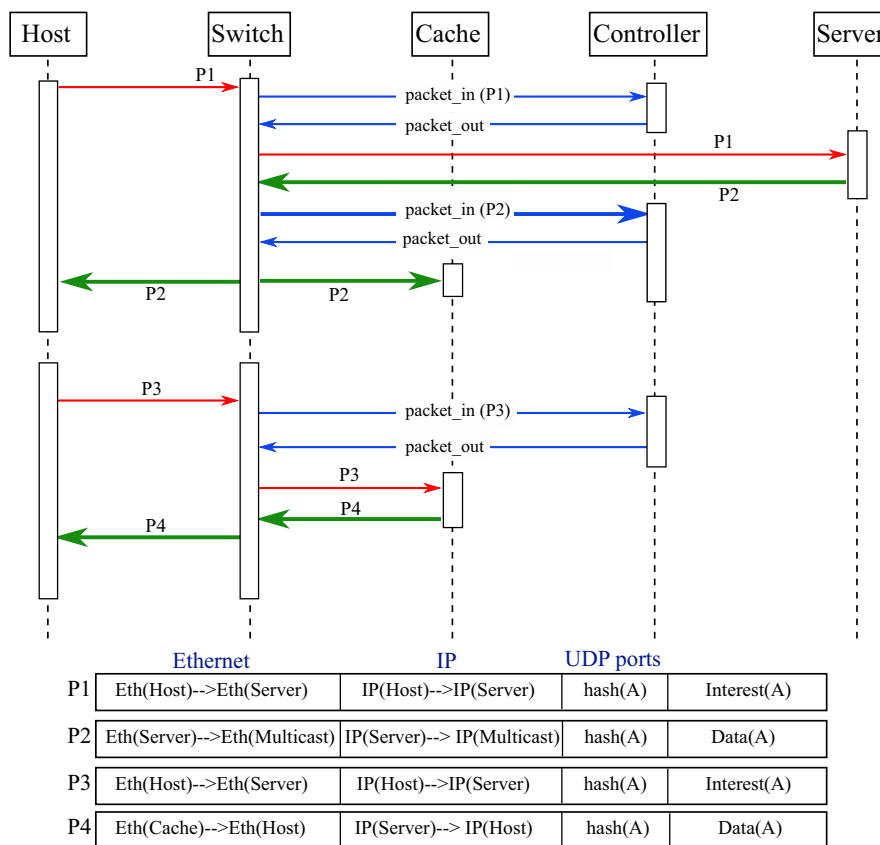 Host Switch Cache Controller Server
P1
packet_in (P1)
packet_out
P1
P2
packet_in (P2)
packet_out
P2 P2
P3
packet_in (P3)
packet_out
P3
P4
P4
Ethernet IP UDP ports
P1 Eth(Host)-->Eth(Server) IP(Host)-->IP(Server) hash(A) Interest(A)
P2 Eth(Server)-->Eth(Multicast) IP(Server)--> IP(Multicast) hash(A) Data(A)
P3 Eth(Host)-->Eth(Server) IP(Host)-->IP(Server) hash(A) Interest(A)
P4 Eth(Cache)-->Eth(Host) IP(Server)--> IP(Host) hash(A) Data(A)